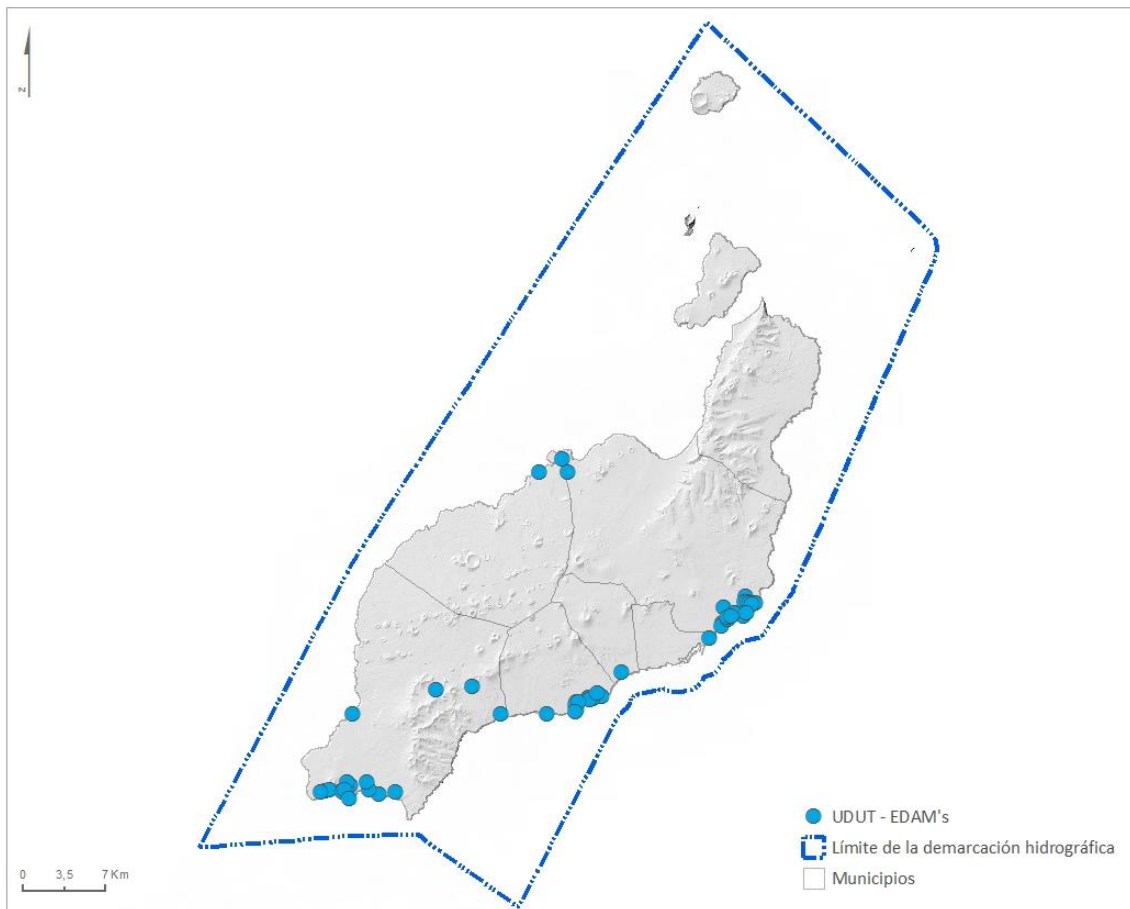 N
UDUT - EDAM's
Límite de la demarcación hidrográfica
Municipios
0 3,5 7 Km